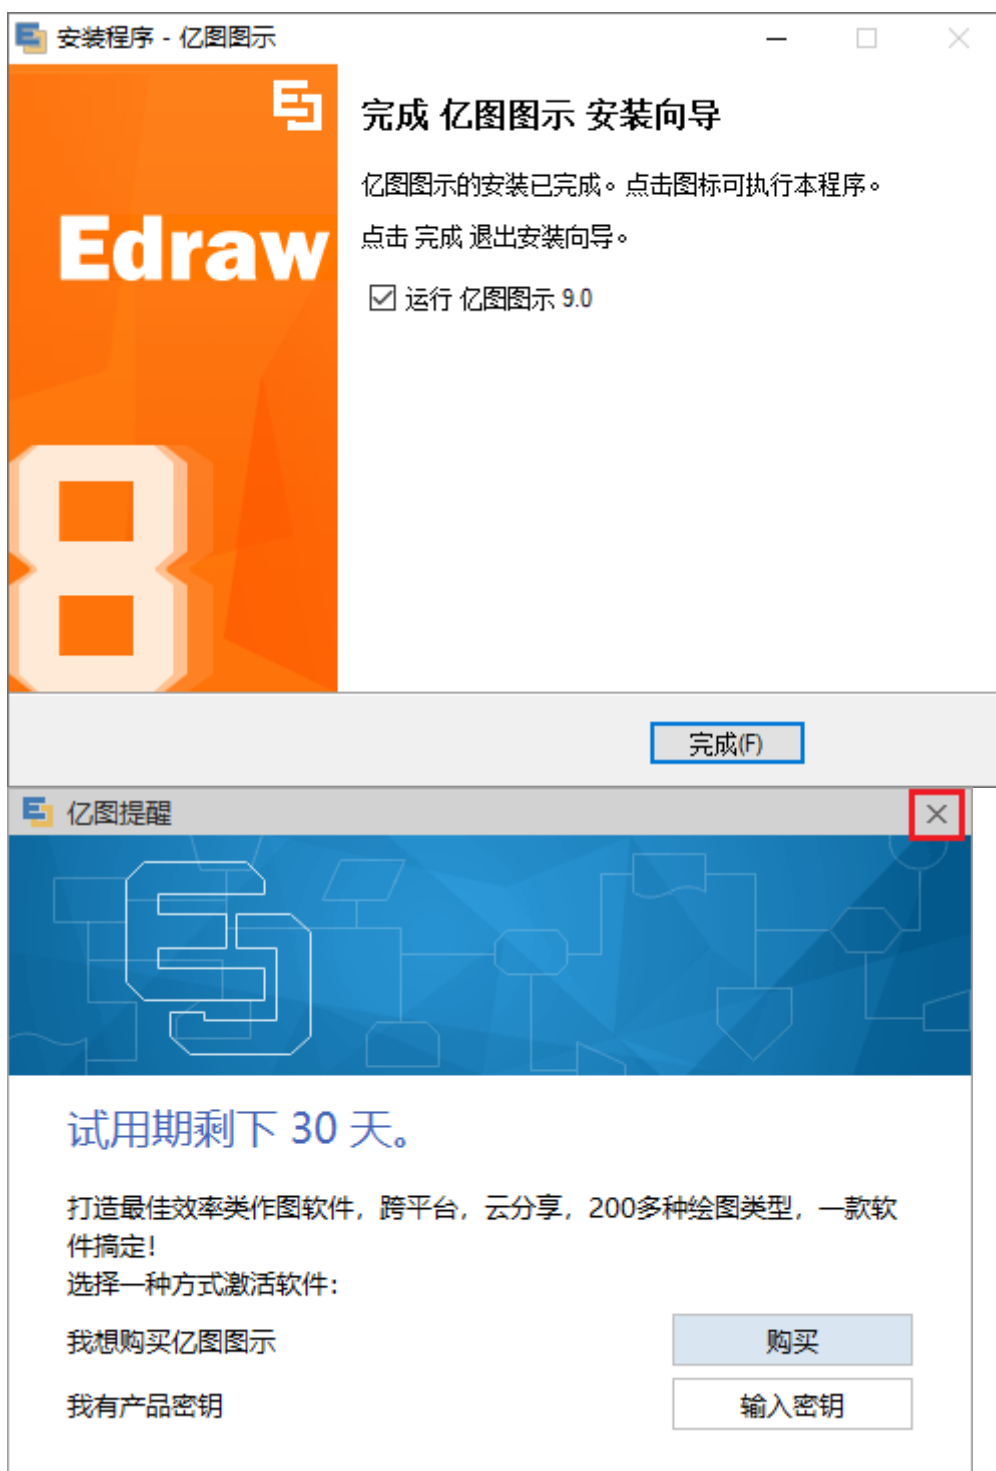 安装程序 - 亿图图示
完成 亿图图示 安装向导
亿图图示的安装已完成。点击图标可执行本程序。
点击 完成 退出安装向导。
运行 亿图图示 9.0
Edraw
8
完成(F)
亿图提醒
试用期剩下 30 天。
打造最佳效率类作图软件，跨平台，云分享，200多种绘图类型，一款软
件搞定！
选择一种方式激活软件：
我想购买亿图图示
购买
我有产品密钥
输入密钥